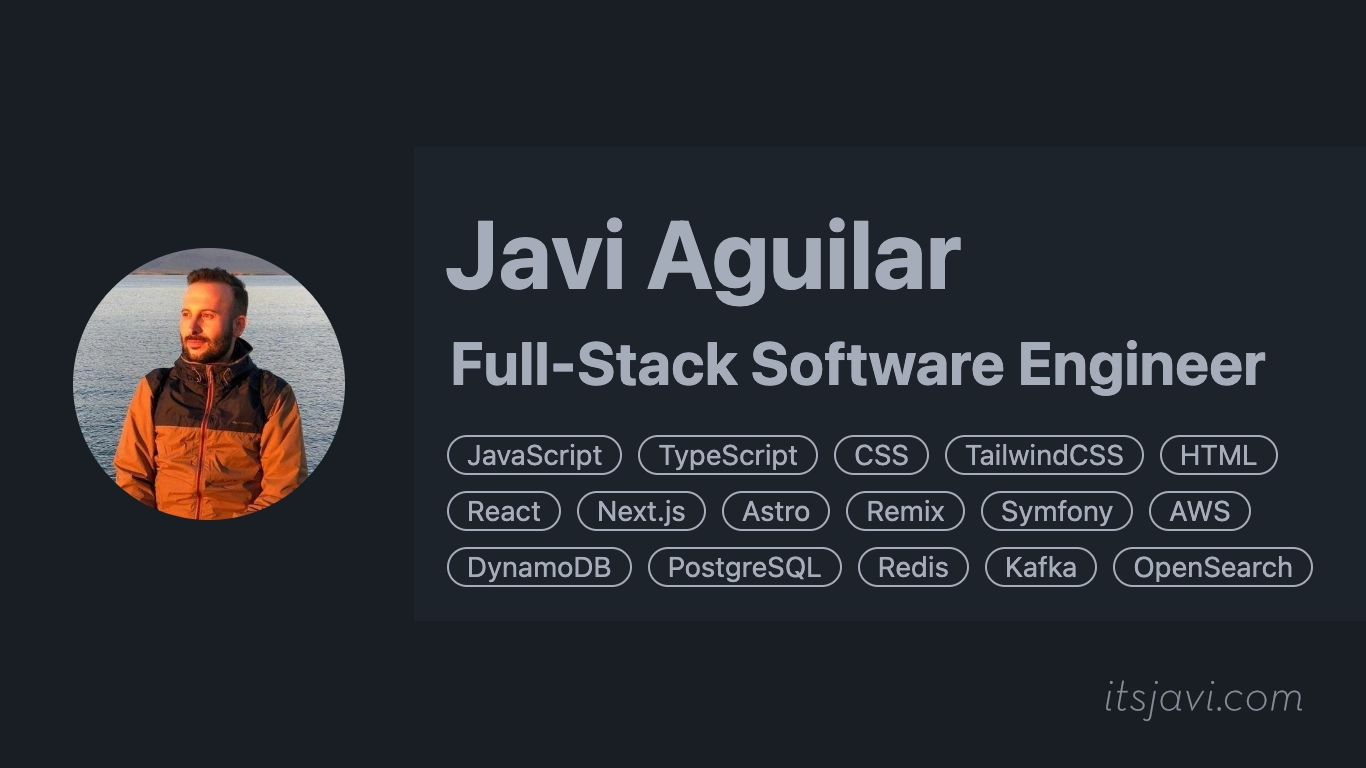 Javi Aguilar
Full-Stack Software Engineer
JavaScript TypeScript CSS TailwindCSS HTML
React Next.js Astro Remix Symfony AWS
DynamoDB PostgreSQL Redis Kafka OpenSearch
itsjavi.com